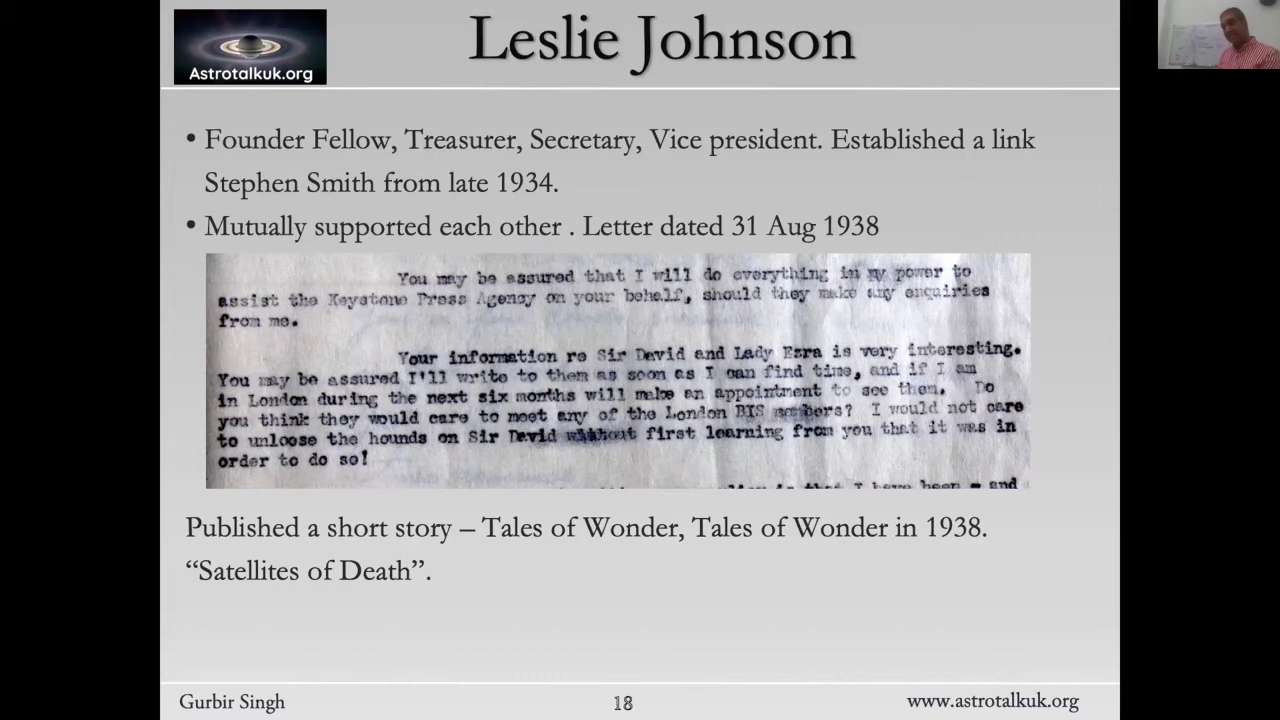 Astrotalkuk.org
Leslie Johnson
• Founder Fellow, Treasurer, Secretary, Vice president. Established a link
Stephen Smith from late 1934.
• Mutually supported each other . Letter dated 31 Aug 1938
You may be assured that I will do everything in my power to
assist the Keystone Press Agency on your behalf, should they make any enquiries
from me.
Your information re Sir David and Lady Ezra is very interesting.
You may be assured I'll write to them as soon as I can find time, and if I am
in London during the next six months will make an appointment to see them. Do
you think they would care to meet any of the London BIS members? I would not care
to unloose the hounds on Sir David without first learning from you that it was in
order to do so!
that I have been - and
Published a short story – Tales of Wonder, Tales of Wonder in 1938.
“Satellites of Death”.
Gurbir Singh
18
www.astrotalkuk.org